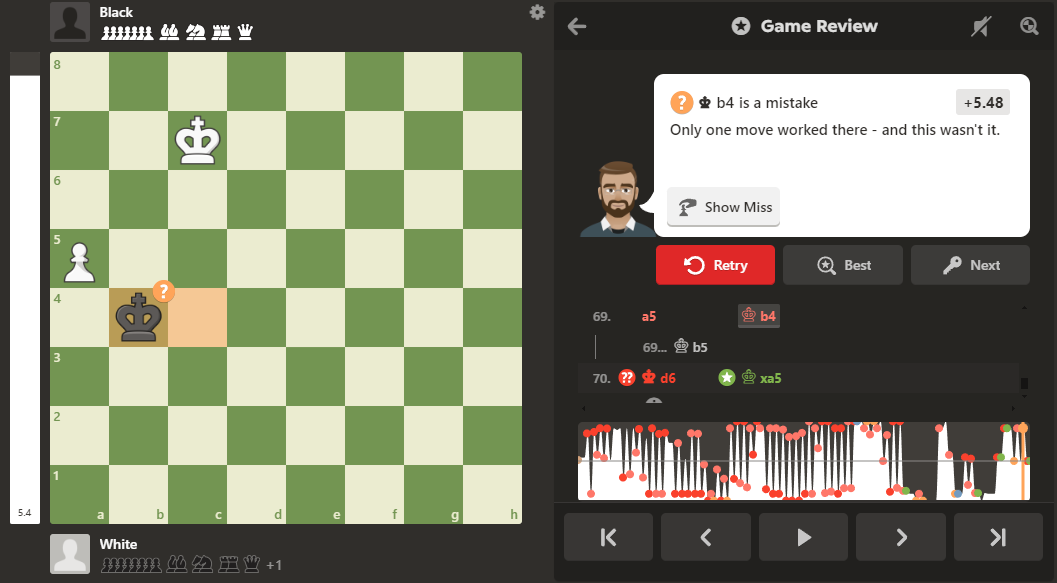 Black
8
7
6
5
4
3
2
1
a b c d e f g h
5.4
White
+1
Game Review
? b4 is a mistake
+5.48
Only one move worked there - and this wasn't it.
Show Miss
Retry
Best
Next
69. a5 b4
69... b5
70. ?? d6 xa5
?